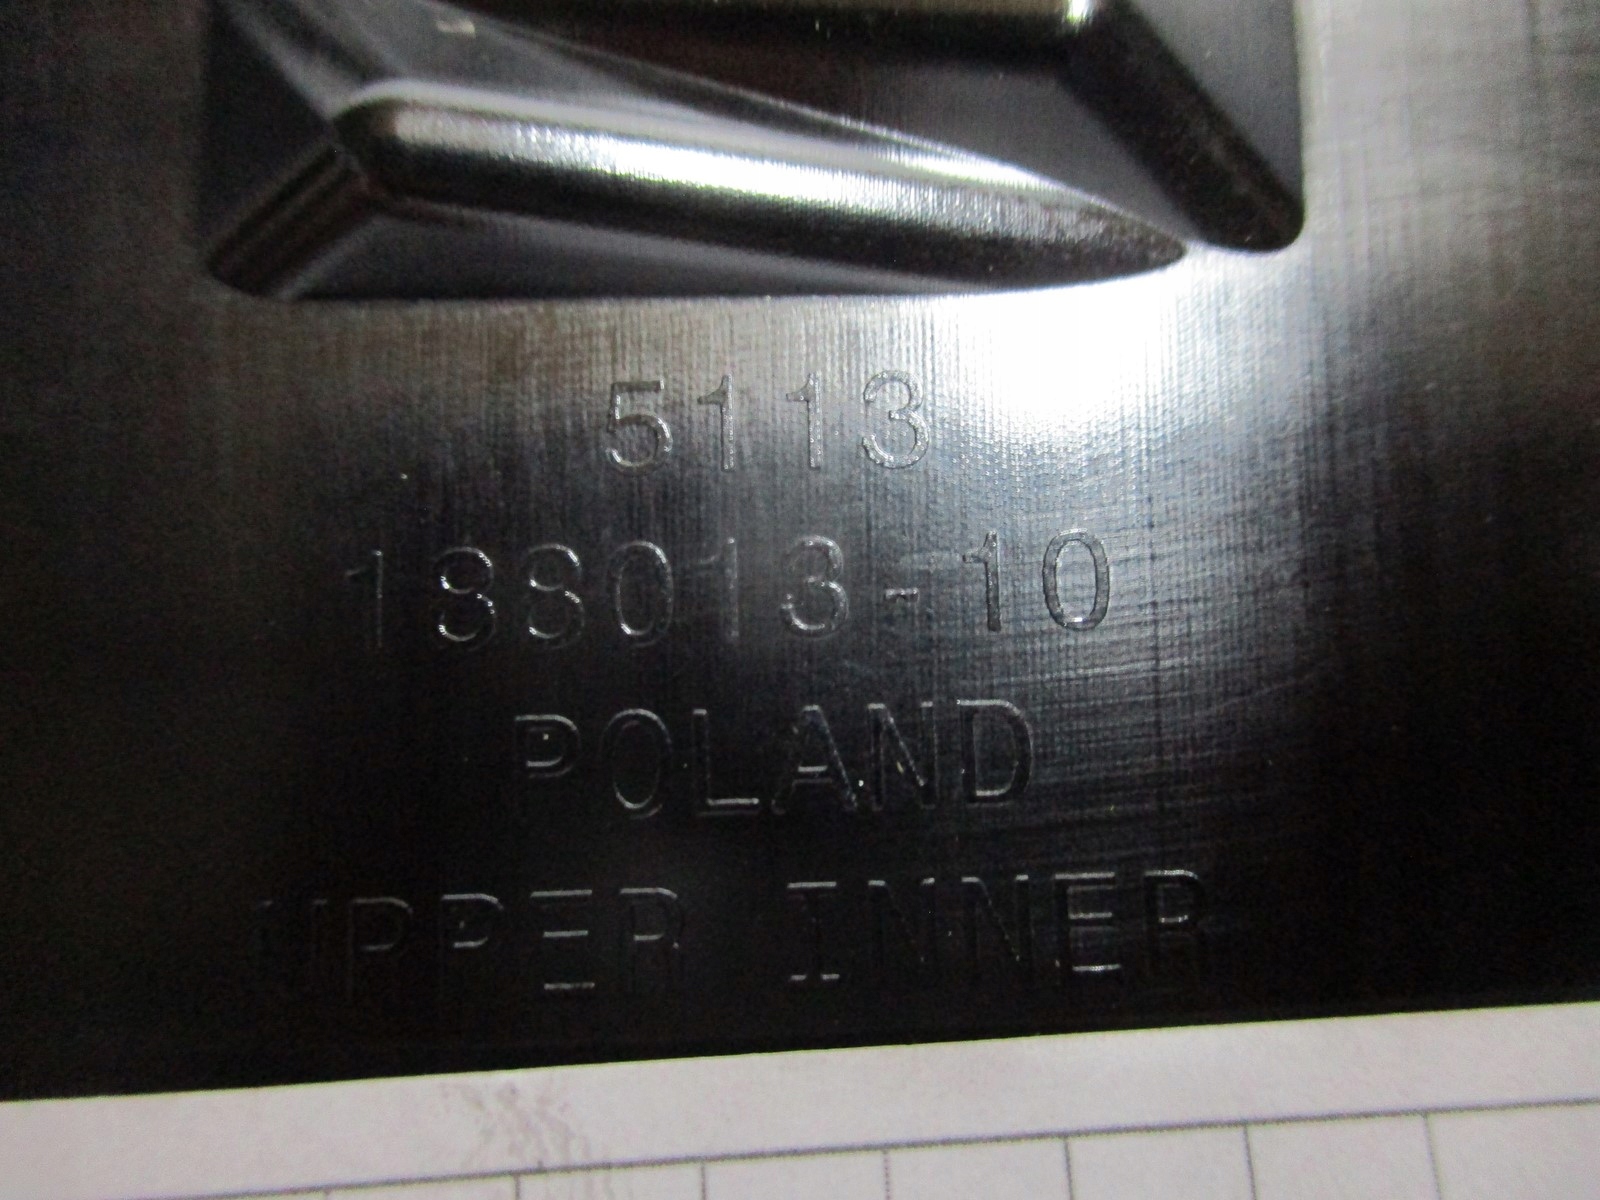 5113
188013-10
POLAND
UPPER INNER